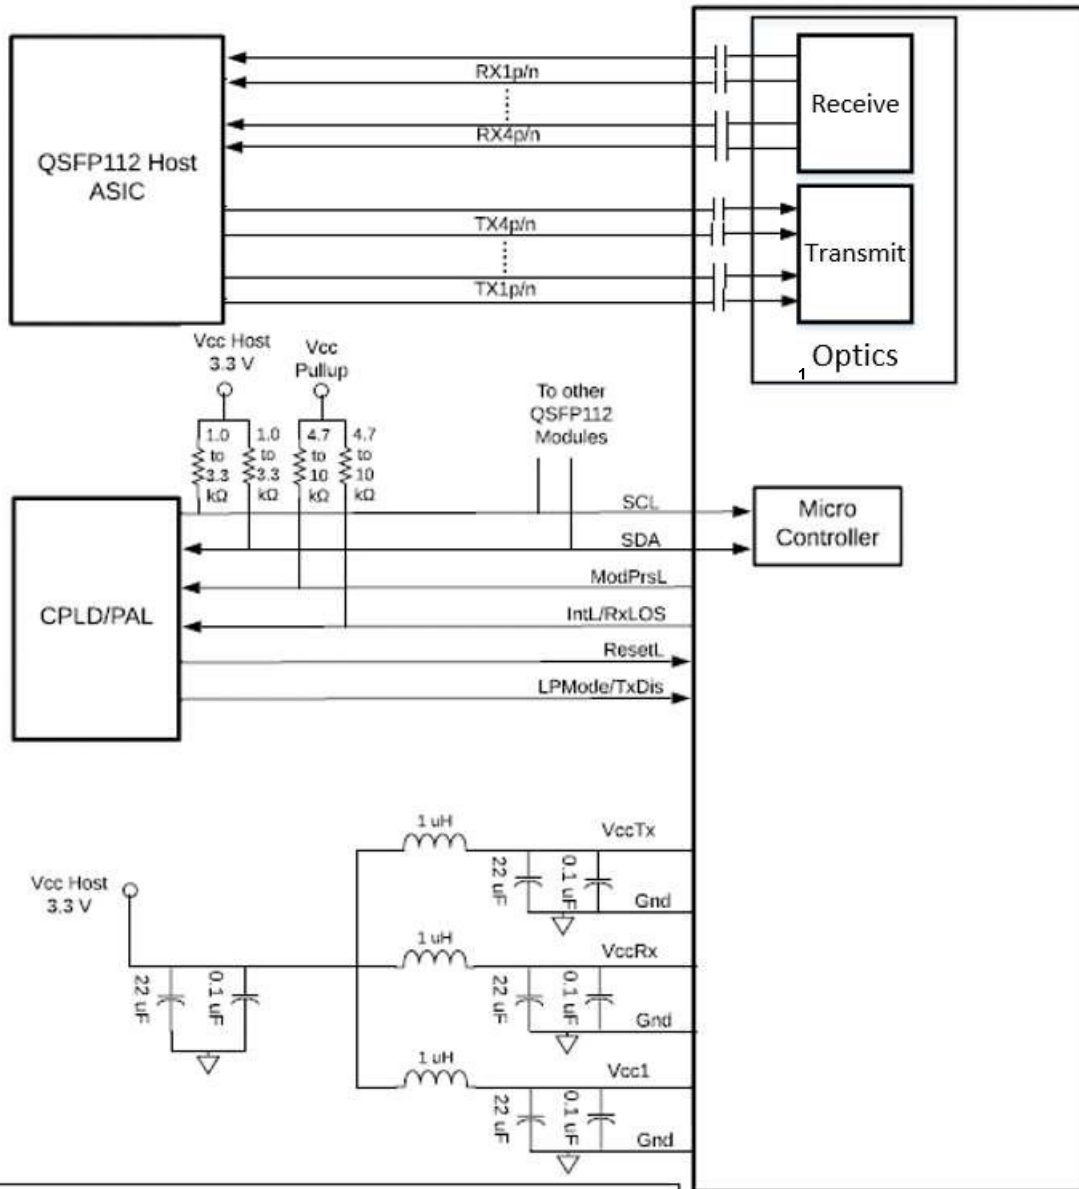 RX1p/n
RX4p/n
Receive
QSFP112 Host
ASIC
TX4p/n
TX1p/n
Transmit
1 Optics
Vcc Host
3.3 V
Vcc
Pullup
To other
QSFP112
Modules
1.0
to
3.3
kΩ
1.0
to
3.3
kΩ
4.7
to
10
kΩ
4.7
to
10
kΩ
SCL
SDA
Micro
Controller
CPLD/PAL
ModPrsL
IntL/RxLOS
ResetL
LPMode/TxDis
1 uH
VccTx
22 uF
0.1 uF
Gnd
Vcc Host
3.3 V
22 uF
0.1 uF
1 uH
VccRx
22 uF
0.1 uF
Gnd
1 uH
Vcc1
22 uF
0.1 uF
Gnd